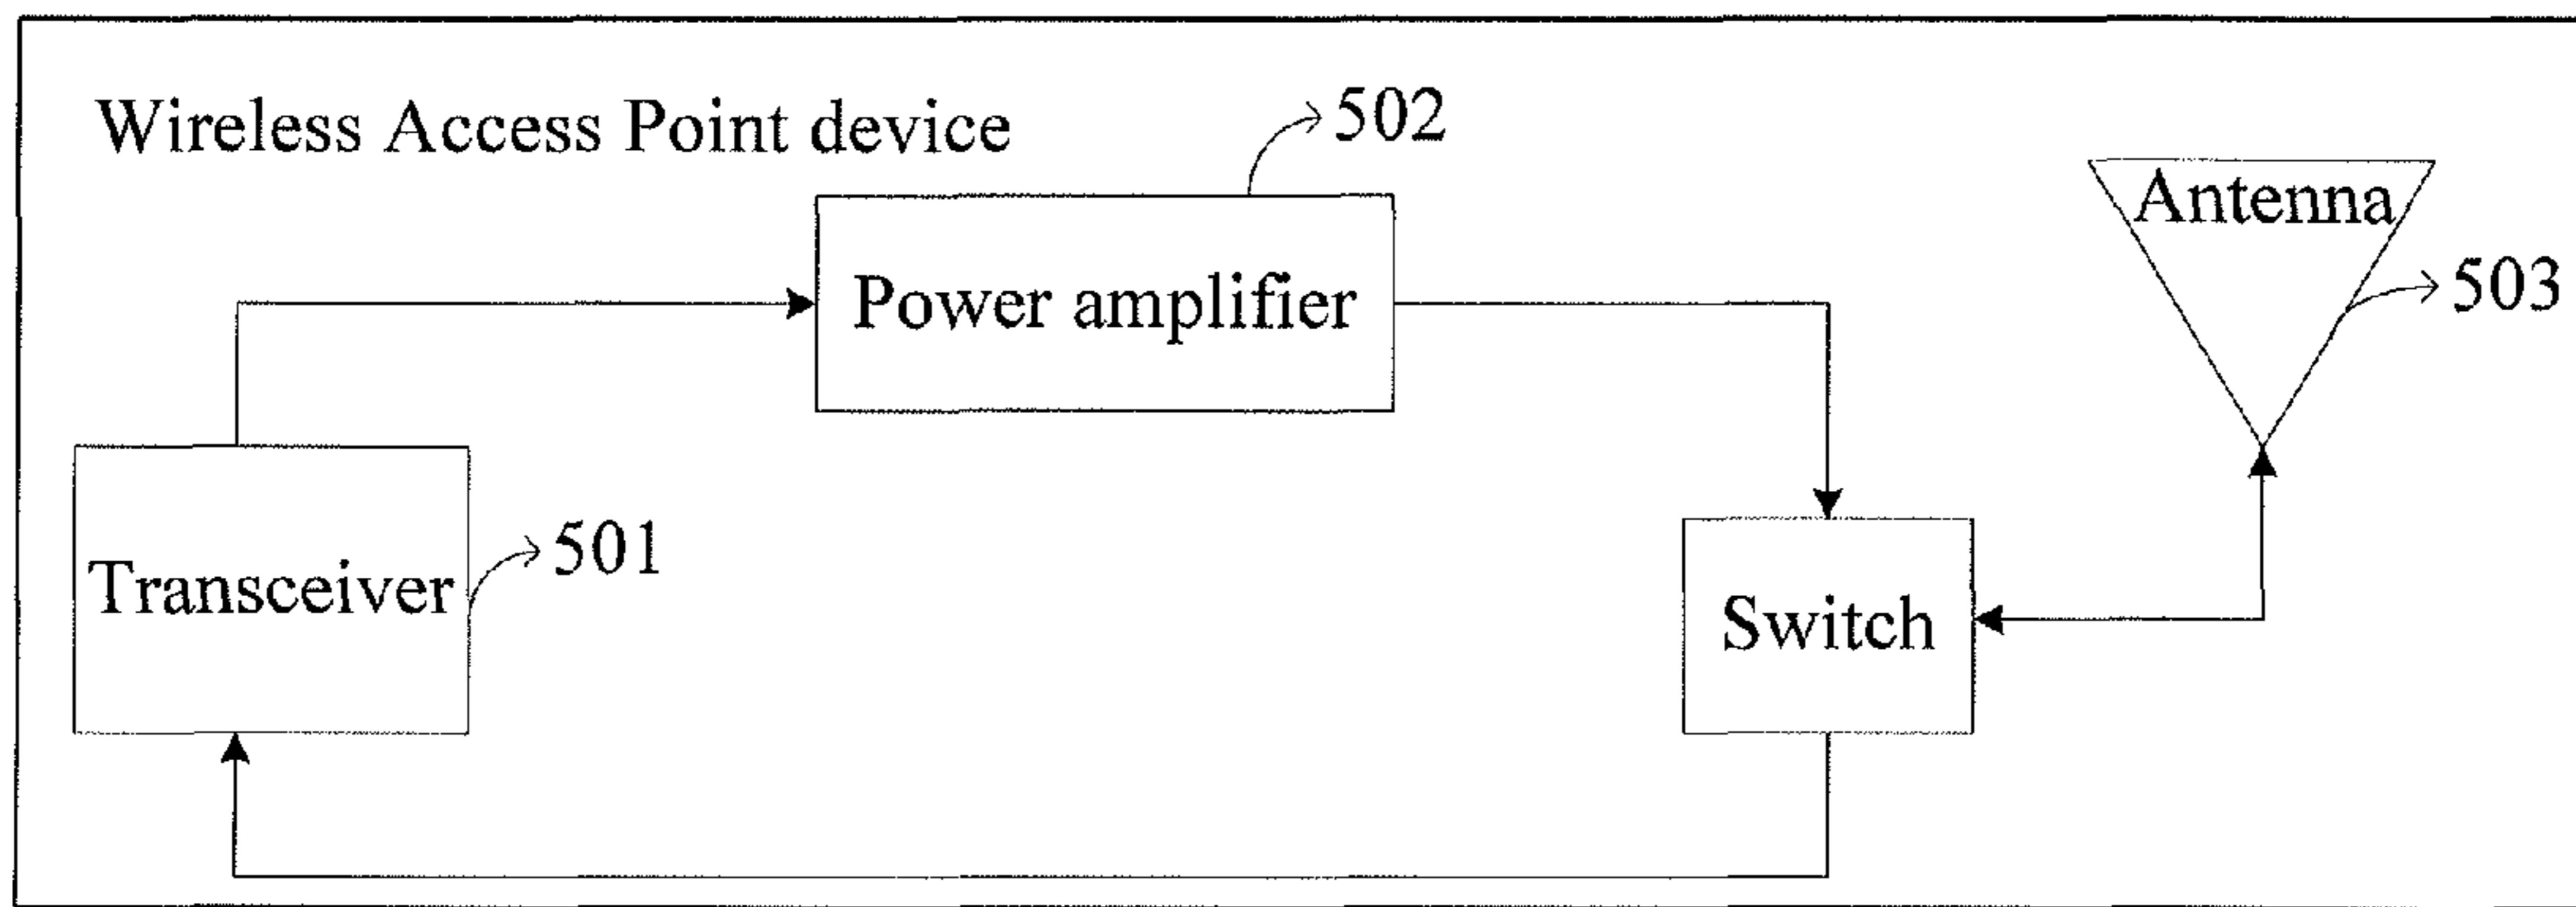 Wireless Access Point device
502
Power amplifier
Antenna
503
Transceiver
501
Switch